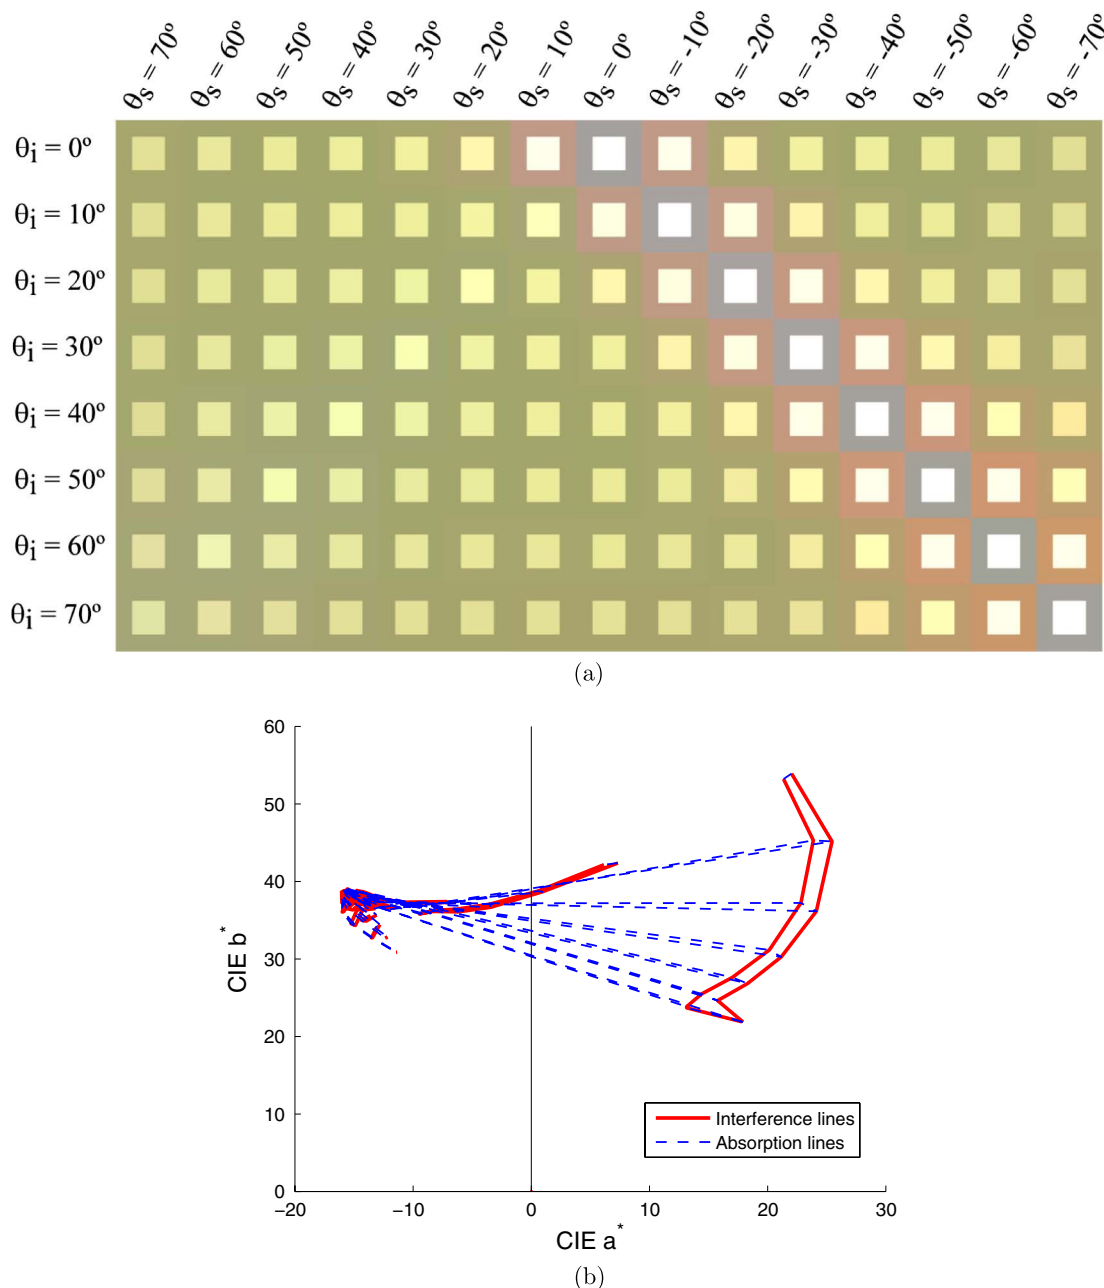 θs = 70º θs = 60º θs = 50º θs = 40º θs = 30º θs = 20º θs = 10º θs = 0º θs = -10º θs = -20º θs = -30º θs = -40º θs = -50º θs = -60º θs = -70º
θi = 0º
θi = 10º
θi = 20º
θi = 30º
θi = 40º
θi = 50º
θi = 60º
θi = 70º
(a)
60
50
40
30
20
10
0
CIE b*
−20 −10 0 10 20 30
CIE a*
Interference lines
Absorption lines
(b)